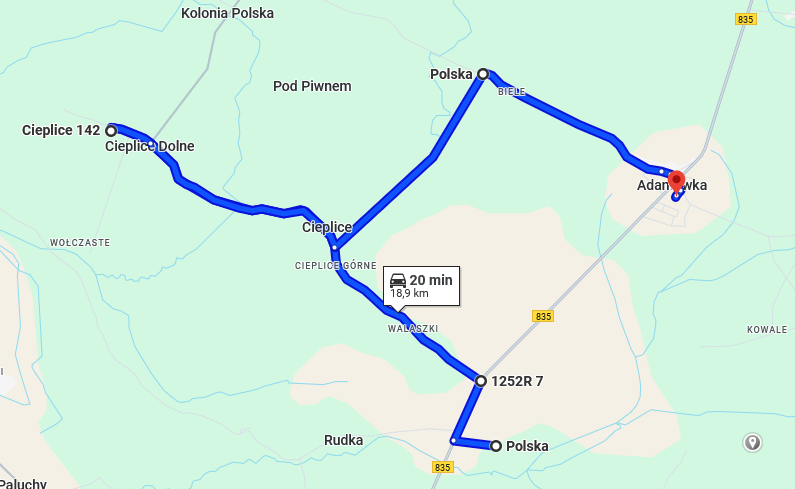 Kolonia Polska
835
Polska
Pod Piwnem
BIELE
Cieplice 142
Cieplice Dolne
Adamówka
Cieplice
WOŁCZASTE
CIEPLICE GÓRNE
20 min
18,9 km
835
WALASZKI
KOWALE
I
1252R 7
Rudka
Polska
835
Paluchy